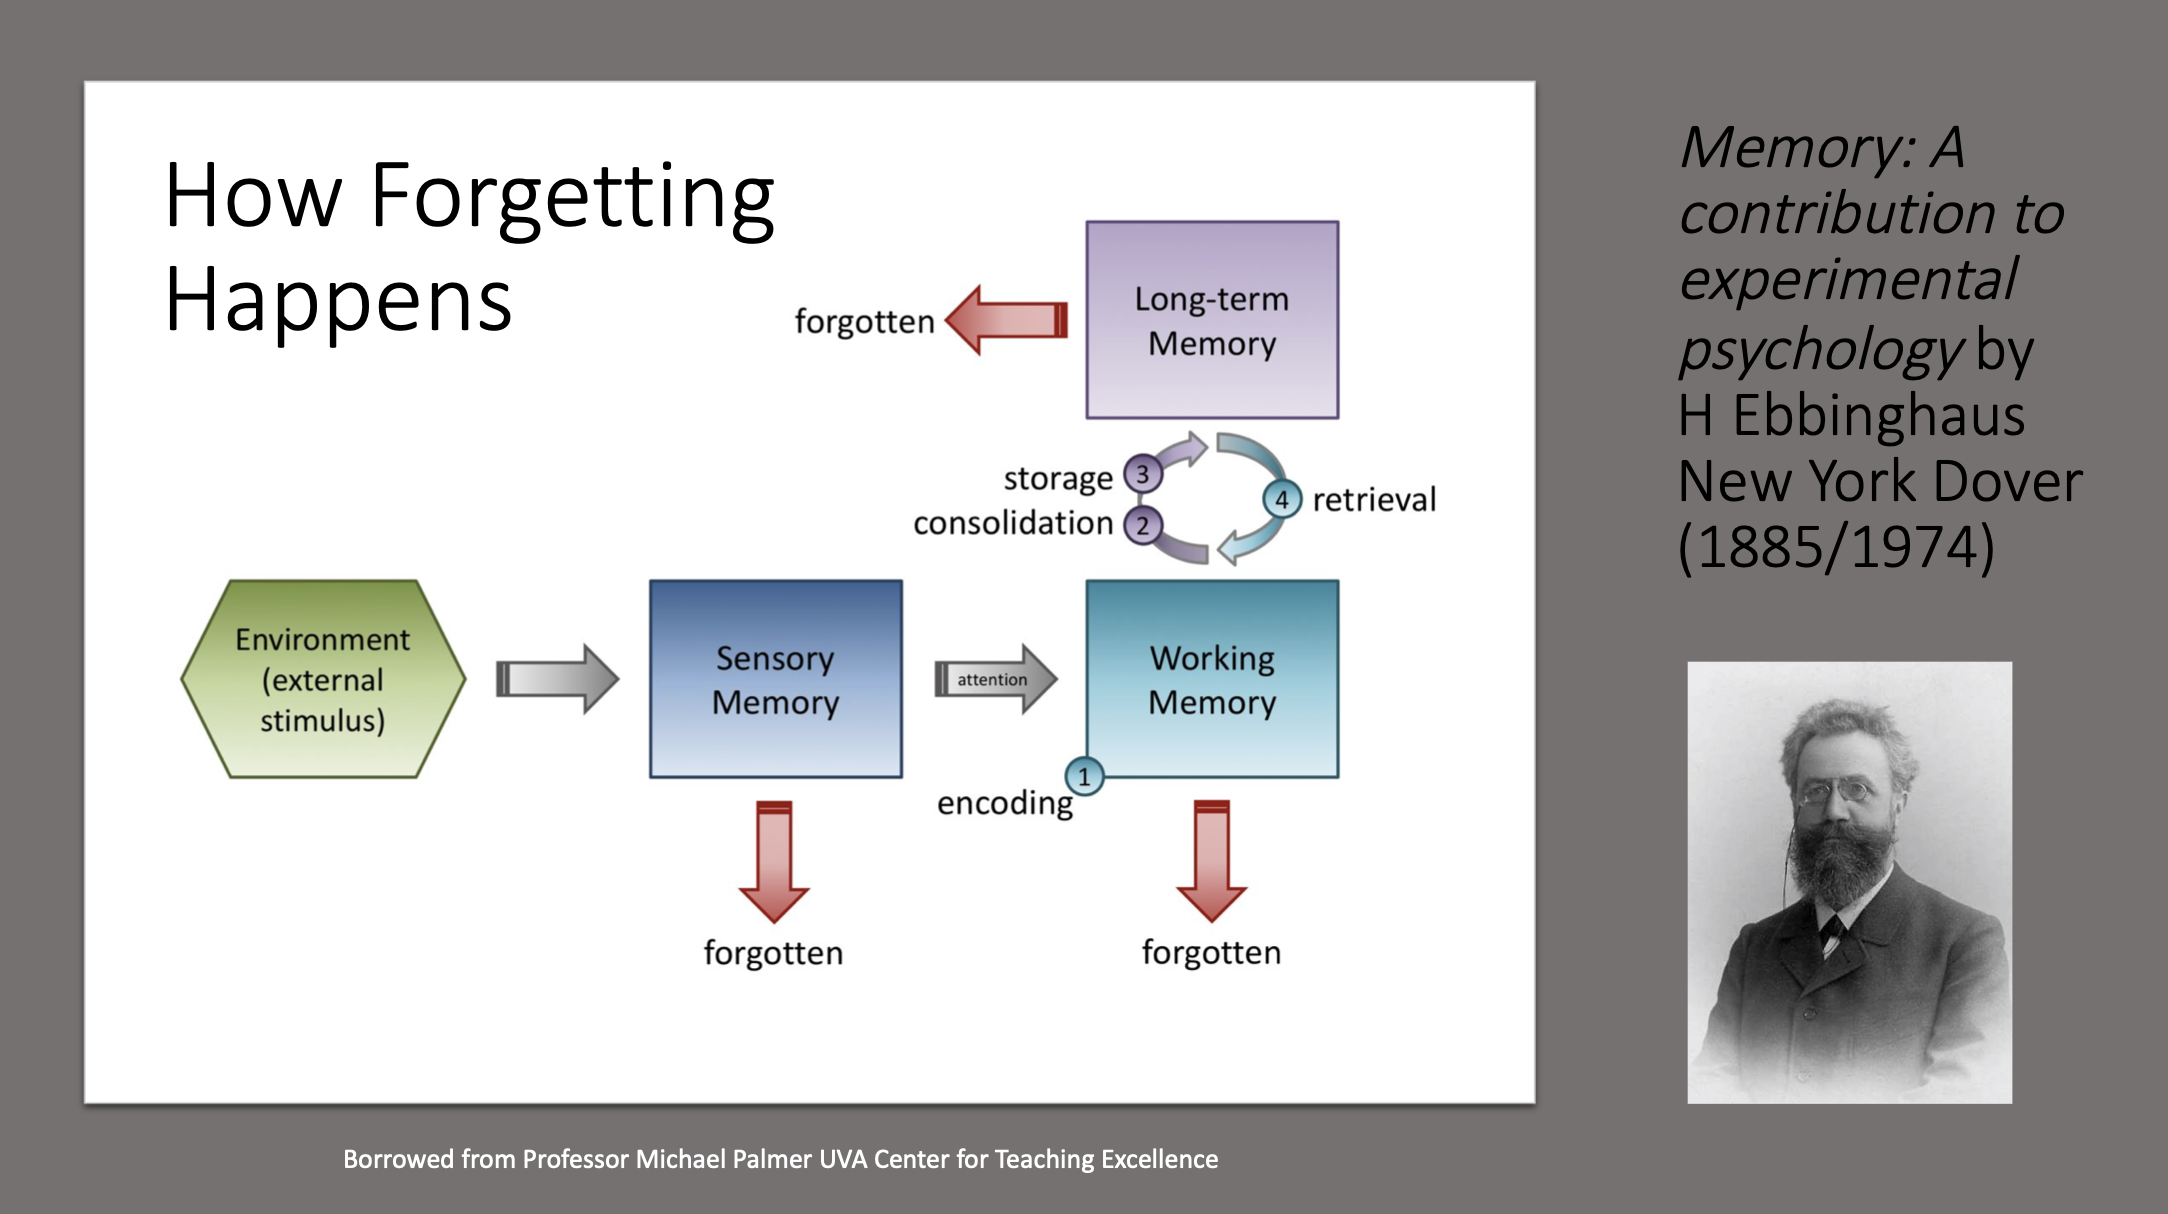 How Forgetting
Happens
forgotten
Long-term
Memory
storage
3
consolidation
2
4
retrieval
Environment
(external
stimulus)
Sensory
Memory
attention
Working
Memory
1
encoding
forgotten
forgotten
Memory: A
contribution to
experimental
psychology by
H Ebbinghaus
New York Dover
(1885/1974)
Borrowed from Professor Michael Palmer UVA Center for Teaching Excellence